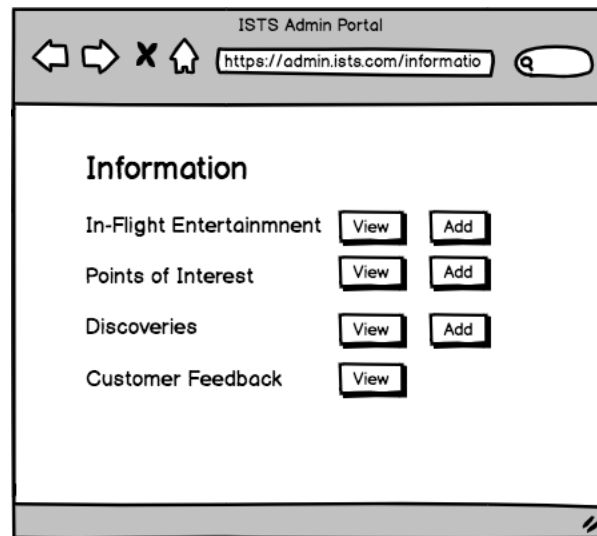 ISTS Admin Portal
https://admin.ists.com/informatio
Information
In-Flight Entertainmnent View Add
Points of Interest View Add
Discoveries View Add
Customer Feedback View